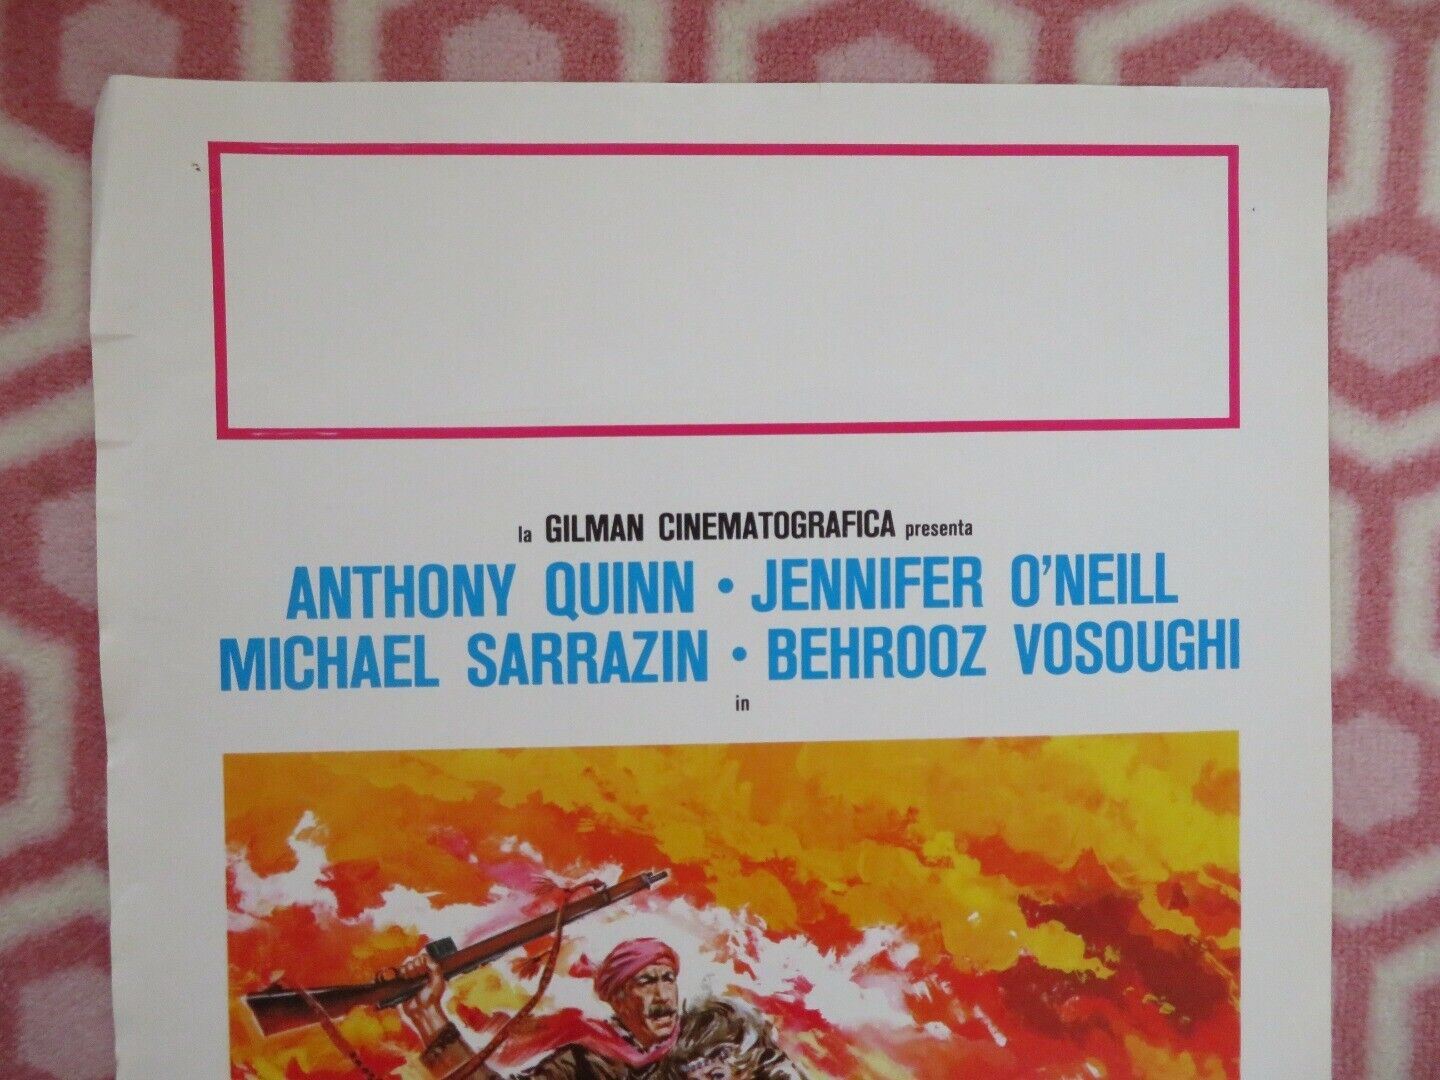 la GILMAN CINEMATOGRAFICA presenta
ANTHONY QUINN • JENNIFER O'NEILL
MICHAEL SARRAZIN • BEHROOZ VOSOUGHI
in